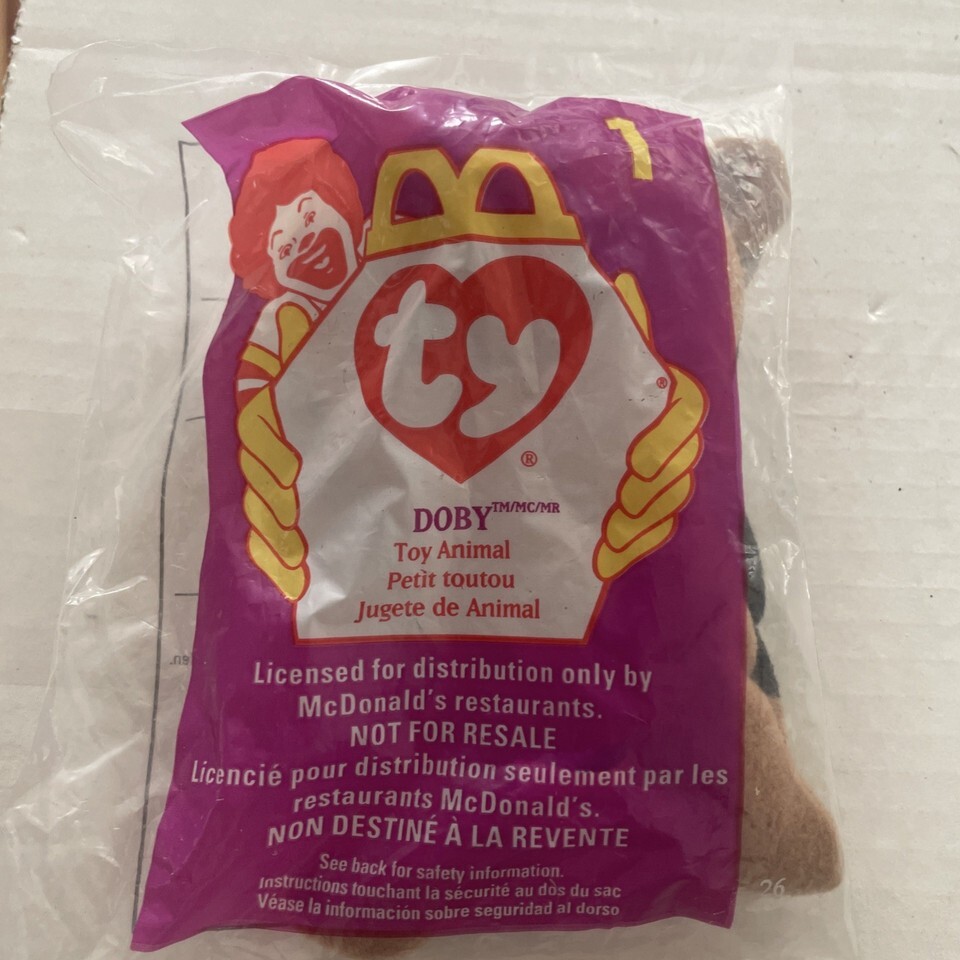 1
ty®
®
DOBY™/MC/MR
Toy Animal
Petit toutou
Jugete de Animal
Licensed for distribution only by
McDonald's restaurants.
NOT FOR RESALE
Licencié pour distribution seulement par les
restaurants McDonald's.
NON DESTINÉ À LA REVENTE
See back for safety information.
Instructions touchant la sécurité au dos du sac
Véase la información sobre seguridad al dorso
26